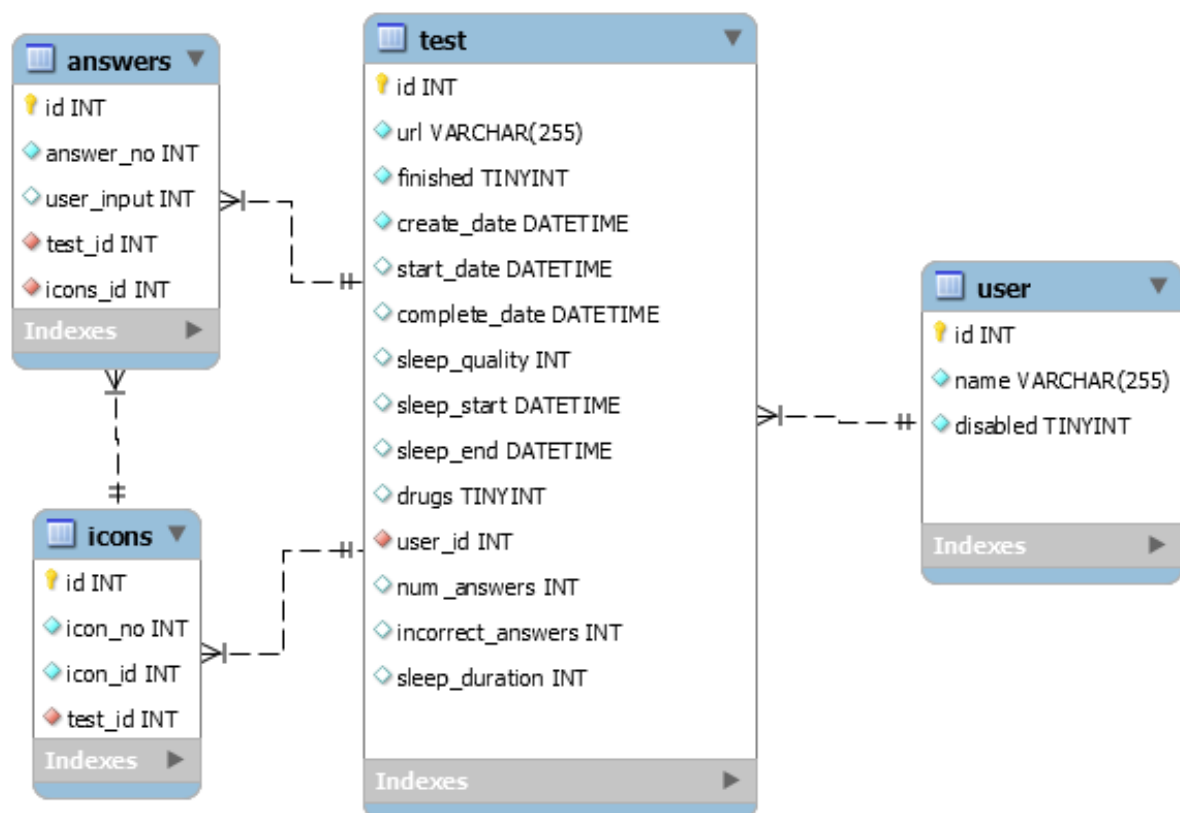 answers
id INT
answer_no INT
user_input INT
test_id INT
icons_id INT
Indexes
icons
id INT
icon_no INT
icon_id INT
test_id INT
Indexes
test
id INT
url VARCHAR(255)
finished TINYINT
create_date DATETIME
start_date DATETIME
complete_date DATETIME
sleep_quality INT
sleep_start DATETIME
sleep_end DATETIME
drugs TINYINT
user_id INT
num_answers INT
incorrect_answers INT
sleep_duration INT
Indexes
user
id INT
name VARCHAR(255)
disabled TINYINT
Indexes